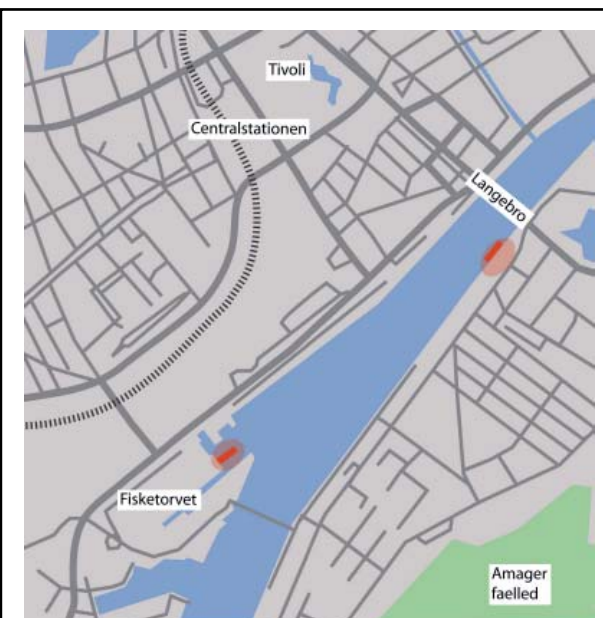 Tivoli
Centralstationen
Langebro
Fisketorvet
Amager
faelled